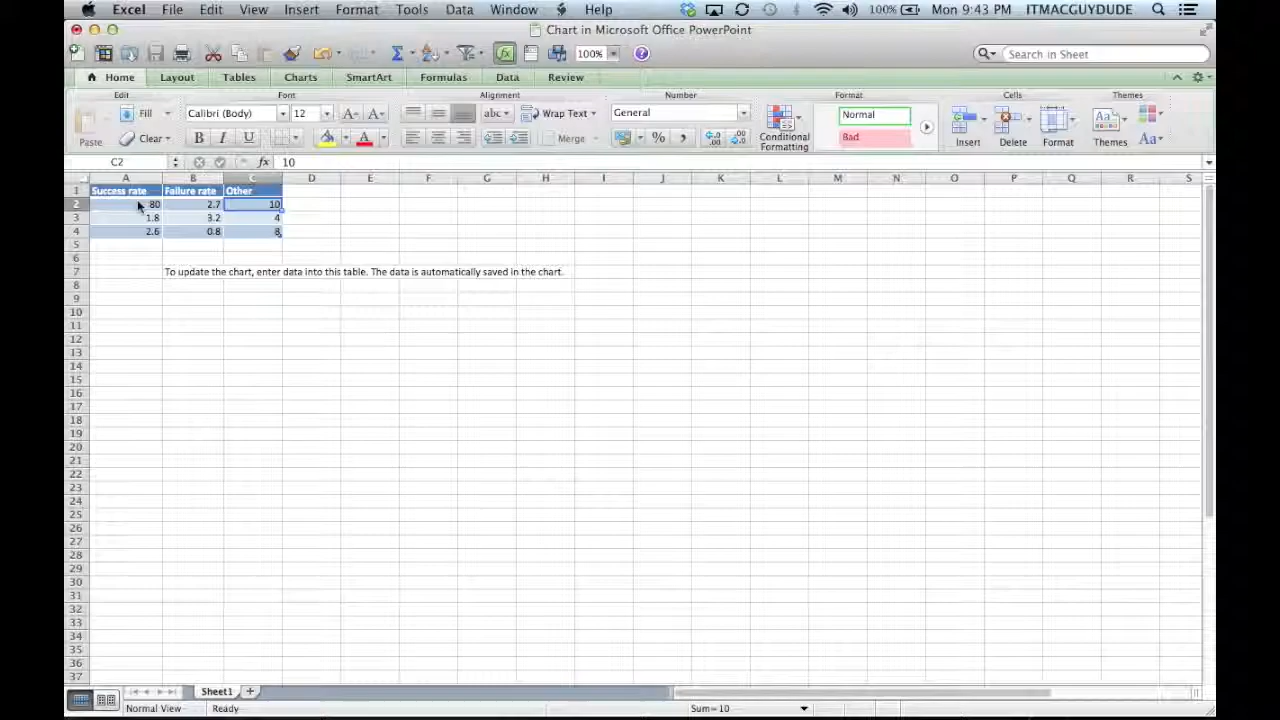 Excel File Edit View Insert Format Tools Data Window Help 100% Mon 9:43 PM ITMACGUYDUDE
Chart in Microsoft Office PowerPoint
100% Search in Sheet
Home Layout Tables Charts SmartArt Formulas Data Review
Edit Font Alignment Number Format Cells Themes
Fill Calibri (Body) 12 A A abc Wrap Text General Normal
Paste Clear B I U A Merge % Conditional Formatting Bad Insert Delete Format Themes Aa
C2 fx 10
A B C D E F G H I J K L M N O P Q R S
1 Success rate Failure rate Other
2 80 2.7 10
3 1.8 3.2 4
4 2.6 0.8 8
5
6
7 To update the chart, enter data into this table. The data is automatically saved in the chart.
8
9
10
11
12
13
14
15
16
17
18
19
20
21
22
23
24
25
26
27
28
29
30
31
32
33
34
35
36
37
Sheet1
Normal View Ready Sum=10